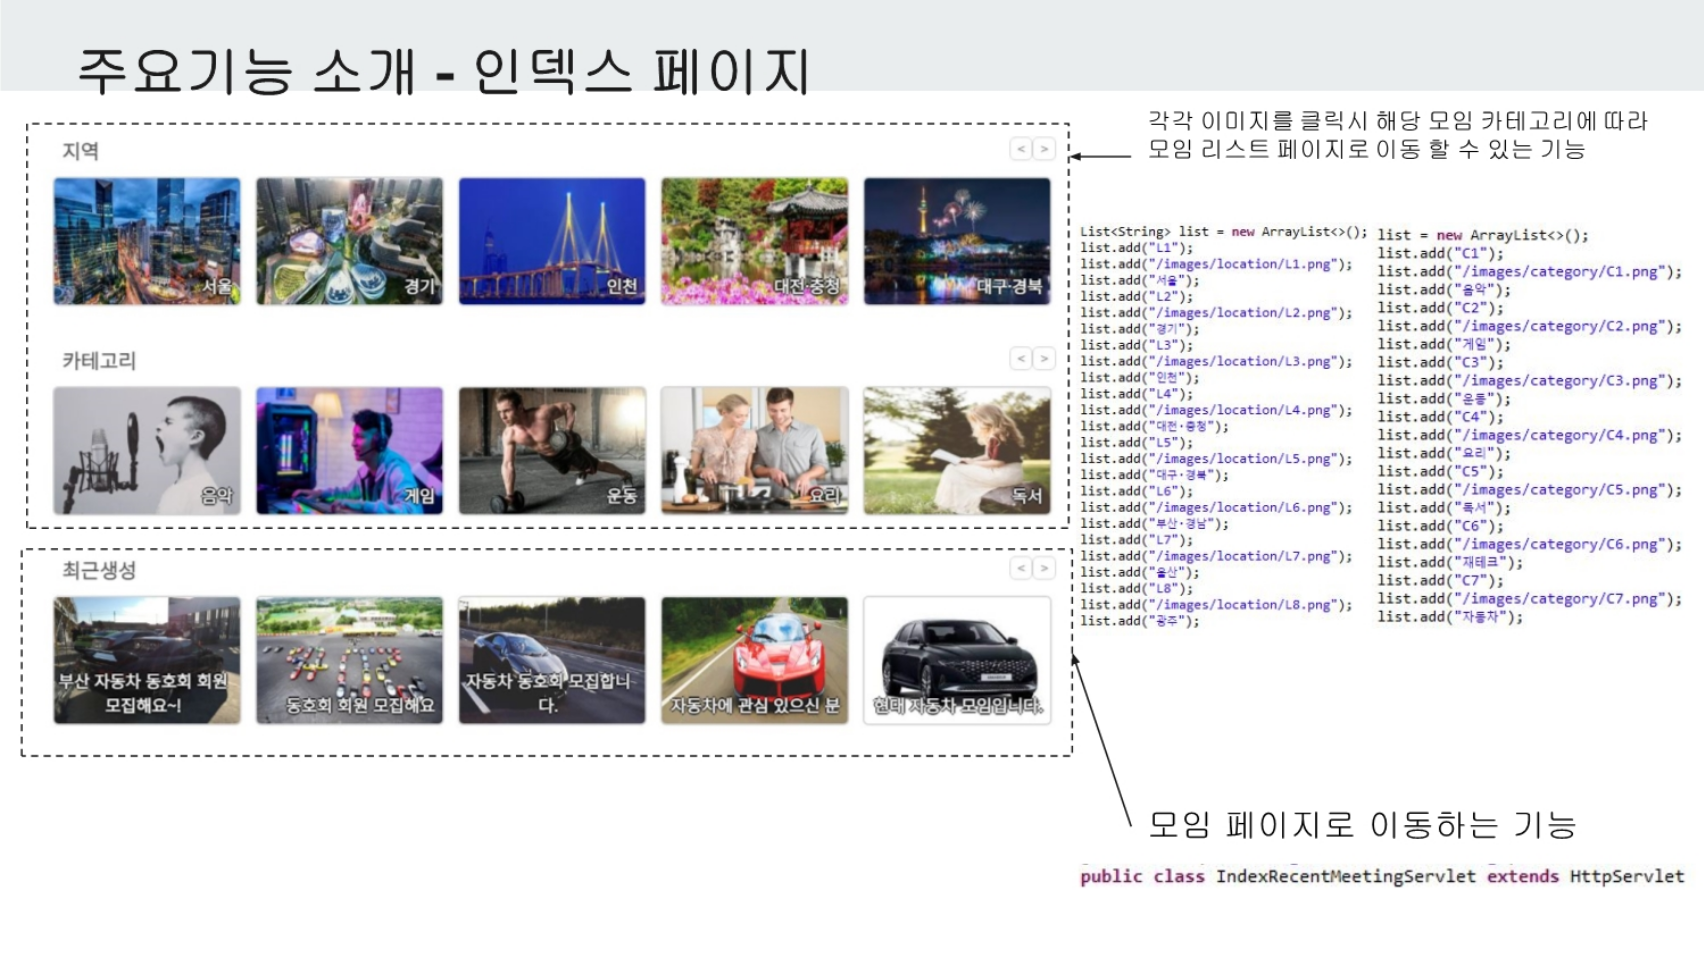 주요기능 소개 - 인덱스 페이지
지역
< >
서울
경기
인천
대전·충청
대구·경북
카테고리
< >
음악
게임
운동
요리
독서
최근생성
< >
부산 자동차 동호회 회원
모집해요~!
동호회 회원 모집해요
자동차 동호회 모집합니
다.
자동차에 관심 있으신 분
현대 자동차 모임입니다.
각각 이미지를 클릭시 해당 모임 카테고리에 따라
모임 리스트 페이지로 이동 할 수 있는 기능
List<String> list = new ArrayList<>();
list.add("L1");
list.add("/images/location/L1.png");
list.add("서울");
list.add("L2");
list.add("/images/location/L2.png");
list.add("경기");
list.add("L3");
list.add("/images/location/L3.png");
list.add("인천");
list.add("L4");
list.add("/images/location/L4.png");
list.add("대전·충청");
list.add("L5");
list.add("/images/location/L5.png");
list.add("대구·경북");
list.add("L6");
list.add("/images/location/L6.png");
list.add("부산·경남");
list.add("L7");
list.add("/images/location/L7.png");
list.add("울산");
list.add("L8");
list.add("/images/location/L8.png");
list.add("광주");
list = new ArrayList<>();
list.add("C1");
list.add("/images/category/C1.png");
list.add("음악");
list.add("C2");
list.add("/images/category/C2.png");
list.add("게임");
list.add("C3");
list.add("/images/category/C3.png");
list.add("운동");
list.add("C4");
list.add("/images/category/C4.png");
list.add("요리");
list.add("C5");
list.add("/images/category/C5.png");
list.add("독서");
list.add("C6");
list.add("/images/category/C6.png");
list.add("재테크");
list.add("C7");
list.add("/images/category/C7.png");
list.add("자동차");
모임 페이지로 이동하는 기능
public class IndexRecentMeetingServlet extends HttpServlet